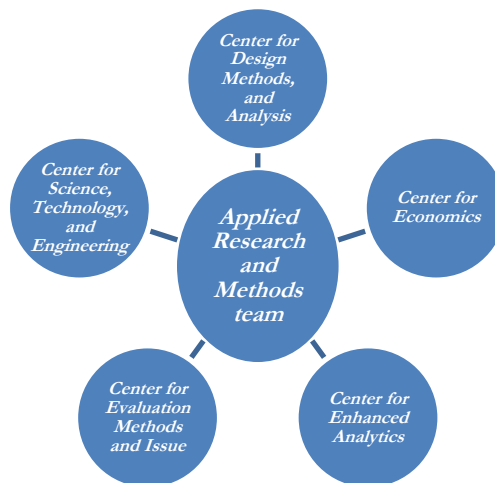 Center for
Design
Methods,
and
Analysis
Center for
Science,
Technology,
and
Engineering
Applied
Research
and
Methods
team
Center for
Economics
Center for
Evaluation
Methods
and Issue
Center for
Enhanced
Analytics